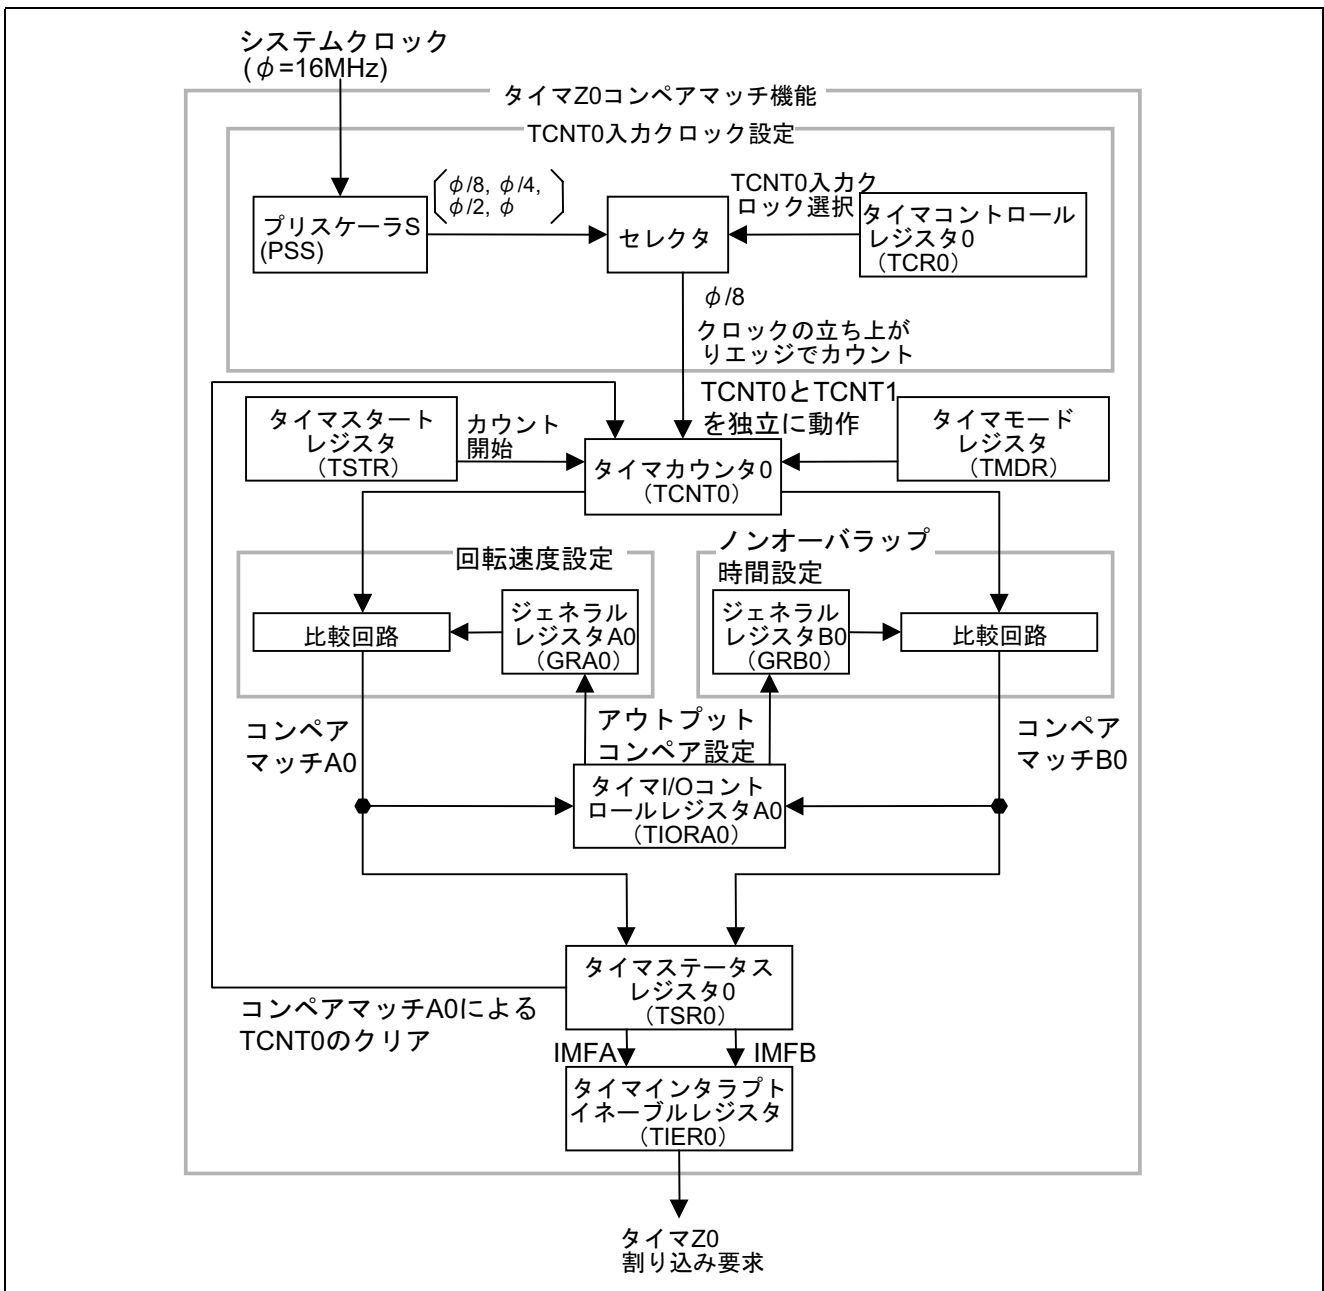 システムクロック
(φ=16MHz)
タイマZ0コンペアマッチ機能
TCNT0入力クロック設定
プリスケーラS
(PSS)
φ/8, φ/4,
φ/2, φ
セレクタ
TCNT0入力ク
ロック選択
タイマコントロール
レジスタ0
（TCR0）
φ/8
クロックの立ち上が
りエッジでカウント
TCNT0とTCNT1
を独立に動作
タイマスタート
レジスタ
（TSTR）
カウント
開始
タイマカウンタ0
（TCNT0）
タイマモード
レジスタ
（TMDR）
回転速度設定
比較回路
ジェネラル
レジスタA0
（GRA0）
ノンオーバラップ
時間設定
ジェネラル
レジスタB0
（GRB0）
比較回路
コンペア
マッチA0
アウトプット
コンペア設定
コンペア
マッチB0
タイマI/Oコント
ロールレジスタA0
（TIORA0）
タイマステータス
レジスタ0
（TSR0）
コンペアマッチA0による
TCNT0のクリア
IMFA
IMFB
タイマインタラプト
イネーブルレジスタ
（TIER0）
タイマZ0
割り込み要求